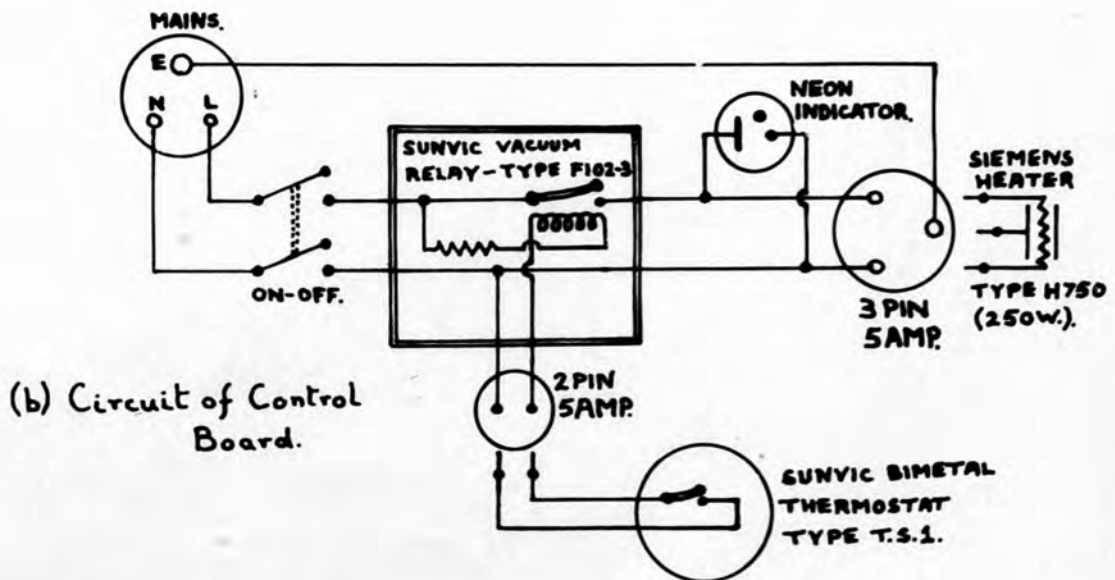 MAINS.
E
N L
ON-OFF.
SUNVIC VACUUM
RELAY-TYPE F102-3
NEON
INDICATOR.
SIEMENS
HEATER
TYPE H750
(250W.).
3 PIN
5AMP.
2 PIN
5AMP.
(b) Circuit of Control
Board.
SUNVIC BIMETAL
THERMOSTAT
TYPE T.S.1.